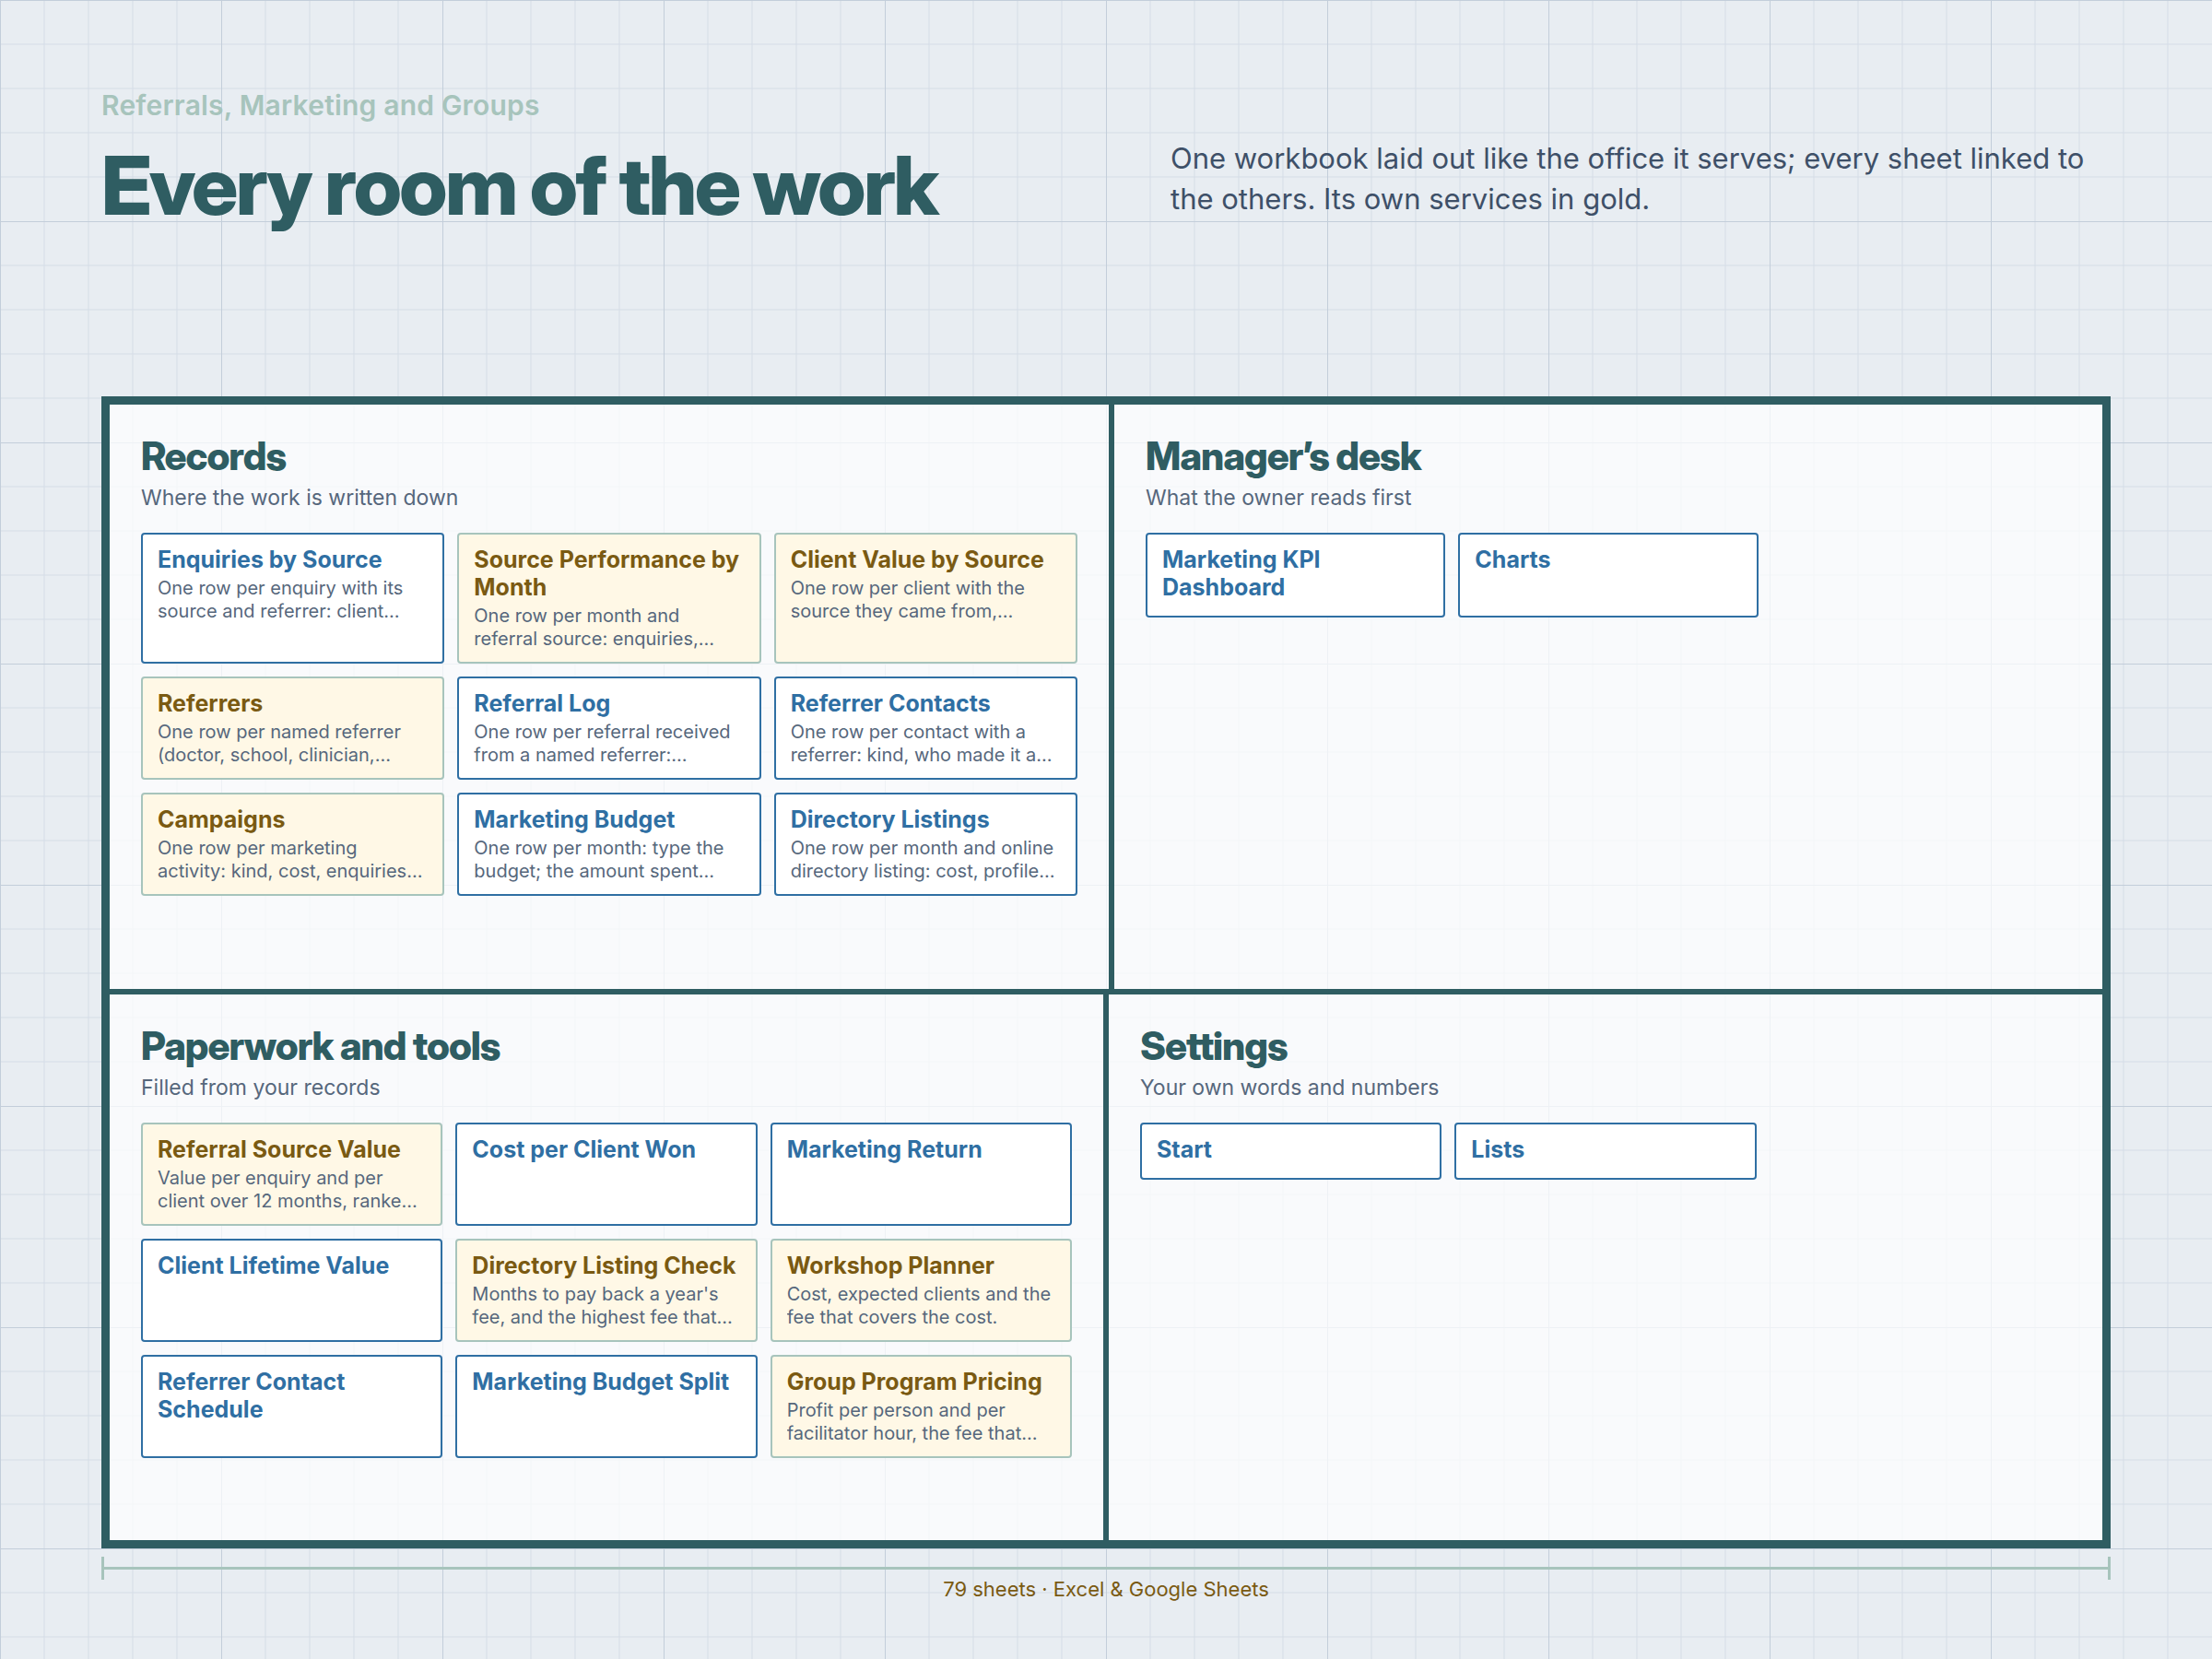 Referrals, Marketing and Groups
Every room of the work
One workbook laid out like the office it serves; every sheet linked to
the others. Its own services in gold.
Records
Where the work is written down
Enquiries by Source
One row per enquiry with its
source and referrer: client...
Source Performance by
Month
One row per month and
referral source: enquiries,...
Client Value by Source
One row per client with the
source they came from,...
Referrers
One row per named referrer
(doctor, school, clinician,...
Referral Log
One row per referral received
from a named referrer:...
Referrer Contacts
One row per contact with a
referrer: kind, who made it a...
Campaigns
One row per marketing
activity: kind, cost, enquiries...
Marketing Budget
One row per month: type the
budget; the amount spent...
Directory Listings
One row per month and online
directory listing: cost, profile...
Manager’s desk
What the owner reads first
Marketing KPI
Dashboard
Charts
Paperwork and tools
Filled from your records
Referral Source Value
Value per enquiry and per
client over 12 months, ranke...
Cost per Client Won
Marketing Return
Client Lifetime Value
Directory Listing Check
Months to pay back a year's
fee, and the highest fee that...
Workshop Planner
Cost, expected clients and the
fee that covers the cost.
Referrer Contact
Schedule
Marketing Budget Split
Group Program Pricing
Profit per person and per
facilitator hour, the fee that...
Settings
Your own words and numbers
Start
Lists
79 sheets · Excel & Google Sheets